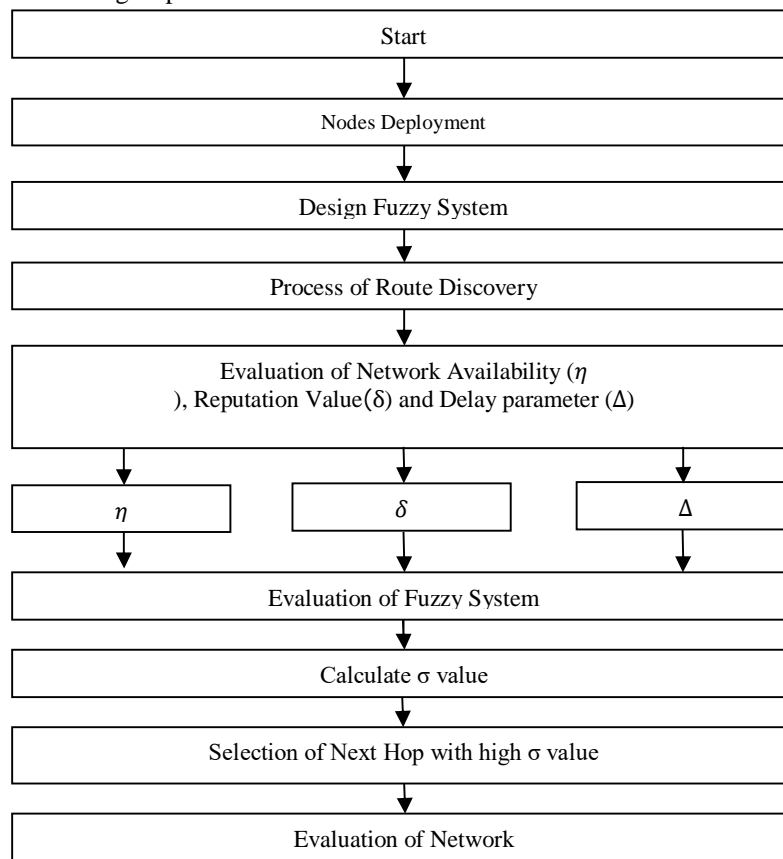 Start
Nodes Deployment
Design Fuzzy System
Process of Route Discovery
Evaluation of Network Availability (η
), Reputation Value(δ) and Delay parameter (Δ)
η
δ
Δ
Evaluation of Fuzzy System
Calculate σ value
Selection of Next Hop with high σ value
Evaluation of Network